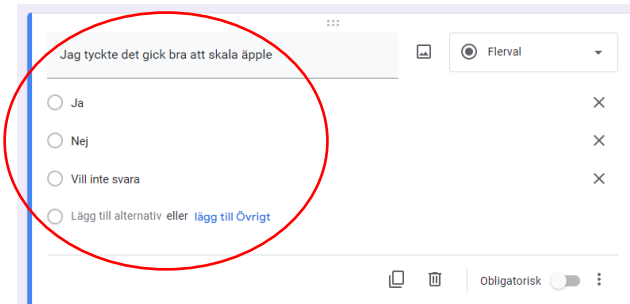 Jag tyckte det gick bra att skala äpple
Flerval
Ja
Nej
Vill inte svara
Lägg till alternativ eller lägg till Övrigt
Obligatorisk